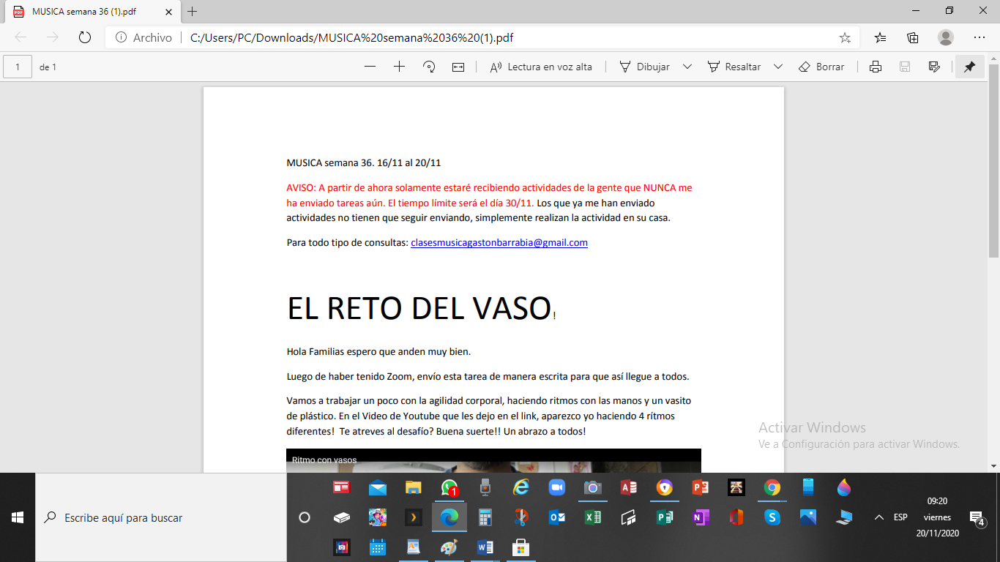 MUSICA semana 36 (1).pdf
Archivo C:/Users/PC/Downloads/MUSICA%20semana%2036%20(1).pdf
1 de 1 Lectura en voz alta Dibujar Resaltar Borrar
MUSICA semana 36. 16/11 al 20/11
AVISO: A partir de ahora solamente estaré recibiendo actividades de la gente que NUNCA me
ha enviado tareas aún. El tiempo límite será el día 30/11. Los que ya me han enviado
actividades no tienen que seguir enviando, simplemente realizan la actividad en su casa.
Para todo tipo de consultas: clasesmusicagastonbarrabia@gmail.com
EL RETO DEL VASO!
Hola Familias espero que anden muy bien.
Luego de haber tenido Zoom, envío esta tarea de manera escrita para que así llegue a todos.
Vamos a trabajar un poco con la agilidad corporal, haciendo ritmos con las manos y un vasito
de plástico. En el Video de Youtube que les dejo en el link, aparezco yo haciendo 4 rítmos
diferentes!  Te atreves al desafío? Buena suerte!! Un abrazo a todos!
Ritmo con vasos
Activar Windows
Ve a Configuración para activar Windows.
Escribe aquí para buscar
ESP
09:20
viernes
20/11/2020
4
1